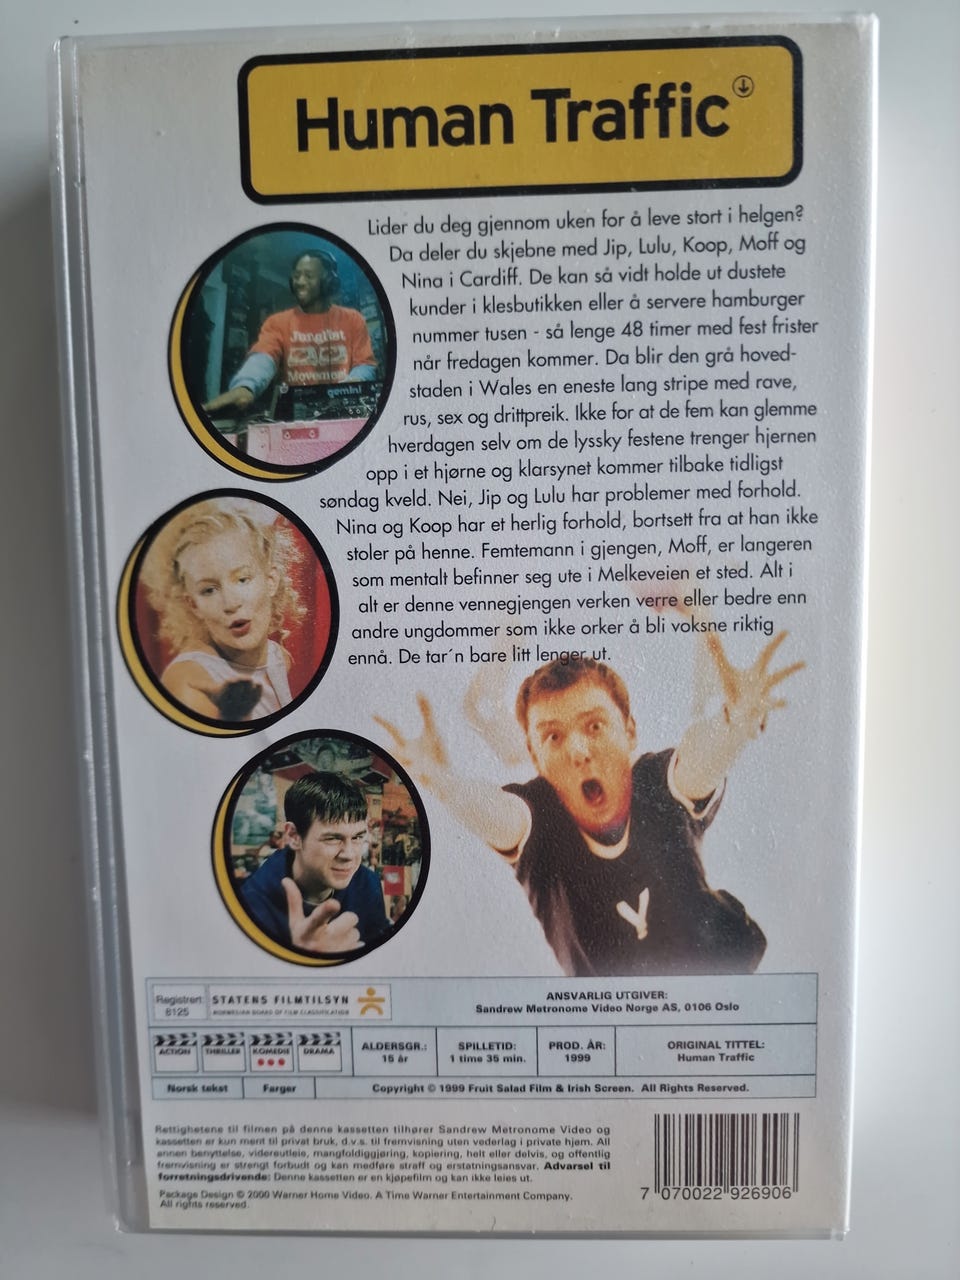 Human Traffic
Lider du deg gjennom uken for å leve stort i helgen?
Da deler du skjebne med Jip, Lulu, Koop, Moff og
Nina i Cardiff. De kan så vidt holde ut dustete
kunder i klesbutikken eller å servere hamburger
nummer tusen - så lenge 48 timer med fest frister
når fredagen kommer. Da blir den grå hoved-
staden i Wales en eneste lang stripe med rave,
rus, sex og drittpreik. Ikke for at de fem kan glemme
hverdagen selv om de lyssky festene trenger hjernen
opp i et hjørne og klarsynet kommer tilbake tidligst
søndag kveld. Nei, Jip og Lulu har problemer med forhold.
Nina og Koop har et herlig forhold, bortsett fra at han ikke
stoler på henne. Femtemann i gjengen, Moff, er langeren
som mentalt befinner seg ute i Melkeveien et sted. Alt i
alt er denne vennegjengen verken verre eller bedre enn
andre ungdommer som ikke orker å bli voksne riktig
ennå. De tar´n bare litt lenger ut.
Junglist
Movement
gemini
Registrert:
8125
STATENS FILMTILSYN
NORWEGIAN BOARD OF FILM CLASSIFICATION
ANSVARLIG UTGIVER:
Sandrew Metronome Video Norge AS, 0106 Oslo
ACTION THRILLER KOMEDIE DRAMA
ALDERSGR.:
15 år
SPILLETID:
1 time 35 min.
PROD. ÅR:
1999
ORIGINAL TITTEL:
Human Traffic
Norsk tekst
Farger
Copyright © 1999 Fruit Salad Film & Irish Screen. All Rights Reserved.
Rettighetene til filmen på denne kassetten tilhører Sandrew Metronome Video og
kassetten er kun ment til privat bruk, d.v.s. til fremvisning uten vederlag i private hjem. All
annen benyttelse, videreutleie, mangfoldiggjøring, kopiering, helt eller delvis, og offentlig
fremvisning er strengt forbudt og kan medføre straff og erstatningsansvar. Advarsel til
forretningsdrivende: Denne kassetten er en kjøpefilm og kan ikke leies ut.
Package Design © 2000 Warner Home Video. A Time Warner Entertainment Company.
All rights reserved.
7 070022 926906